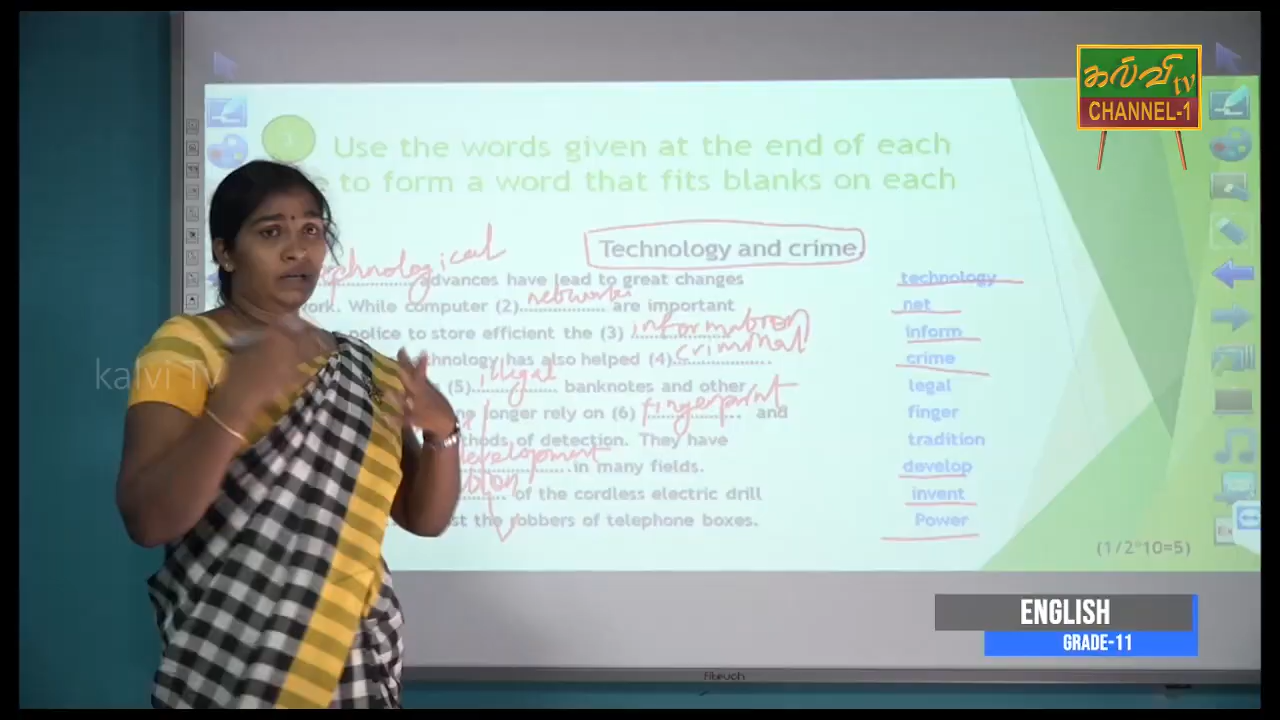 கல்வி tv
CHANNEL-1
Use the words given at the end of each
to form a word that fits blanks on each
Technology and crime
technological
advances have lead to great changes technology
work. While computer (2) networks are important net
police to store efficient the (3) information inform
has also helped (4) criminal crime
(5) illegal banknotes and other legal
longer rely on (6) fingerprint and finger
of detection. They have tradition
development in many fields. develop
of the cordless electric drill invent
the robbers of telephone boxes. Power
(1/2*10=5)
kalvi TV
ENGLISH
GRADE-11
fitouch